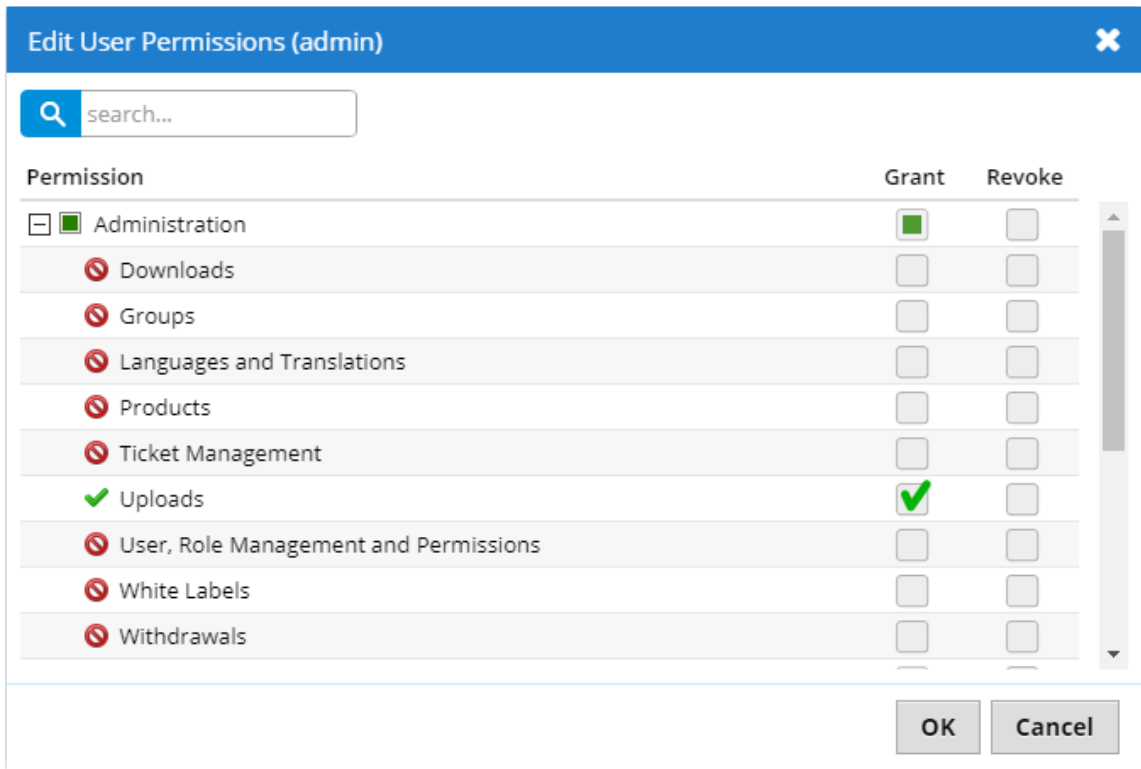 Edit User Permissions (admin)
search...
Permission Grant Revoke
Administration
Downloads
Groups
Languages and Translations
Products
Ticket Management
Uploads
User, Role Management and Permissions
White Labels
Withdrawals
OK Cancel